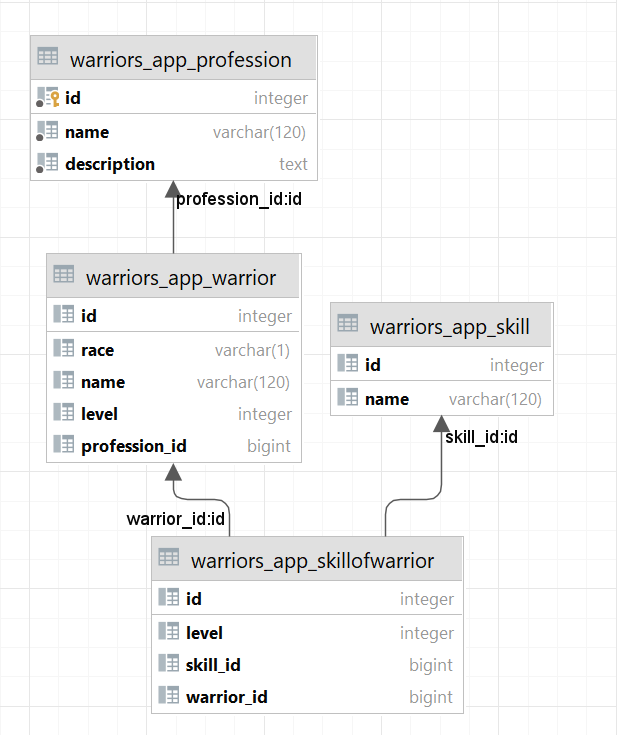 warriors_app_profession
id integer
name varchar(120)
description text
profession_id:id
warriors_app_warrior
id integer
race varchar(1)
name varchar(120)
level integer
profession_id bigint
warriors_app_skill
id integer
name varchar(120)
skill_id:id
warrior_id:id
warriors_app_skillofwarrior
id integer
level integer
skill_id bigint
warrior_id bigint